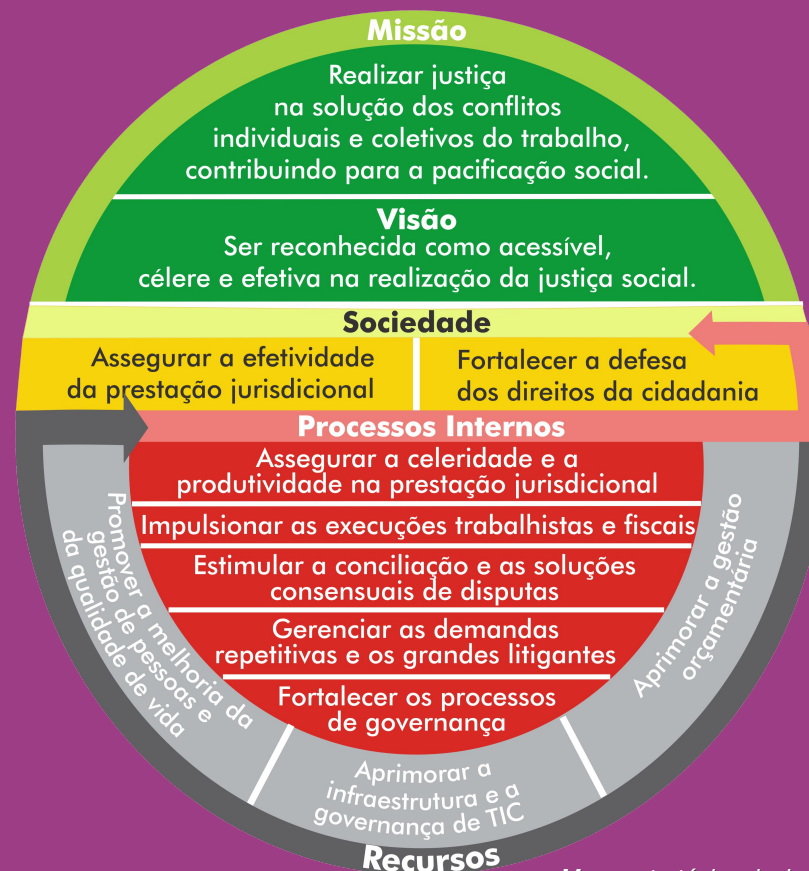 Missão
Realizar justiça
na solução dos conflitos
individuais e coletivos do trabalho,
contribuindo para a pacificação social.
Visão
Ser reconhecida como acessível,
célere e efetiva na realização da justiça social.
Sociedade
Assegurar a efetividade
da prestação jurisdicional
Fortalecer a defesa
dos direitos da cidadania
Processos Internos
Assegurar a celeridade e a
produtividade na prestação jurisdicional
Impulsionar as execuções trabalhistas e fiscais
Estimular a conciliação e as soluções
consensuais de disputas
Gerenciar as demandas
repetitivas e os grandes litigantes
Fortalecer os processos
de governança
Promover a melhoria da
gestão de pessoas e
da qualidade de vida
Aprimorar a
infraestrutura e a
governança de TIC
Aprimorar a gestão
orçamentária
Recursos